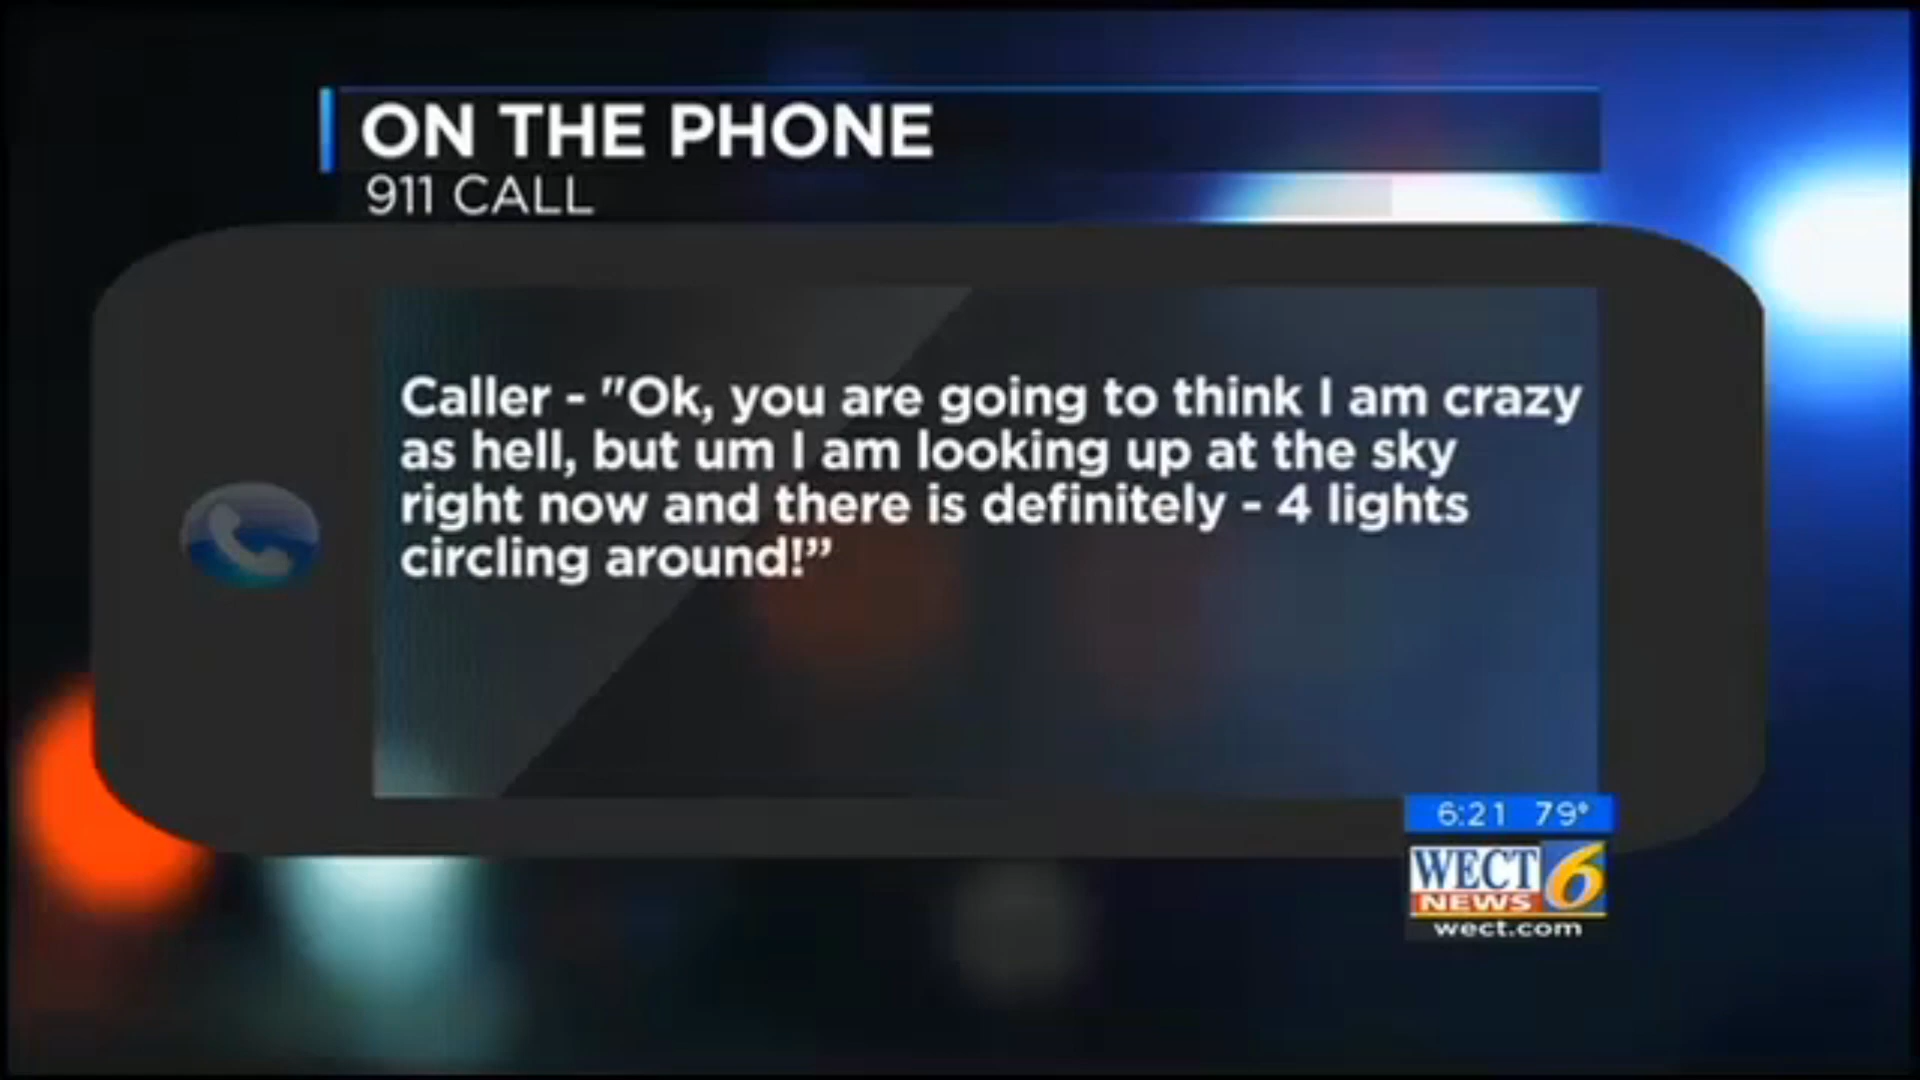 ON THE PHONE
911 CALL
Caller - "Ok, you are going to think I am crazy
as hell, but um I am looking up at the sky
right now and there is definitely - 4 lights
circling around!”
6:21 79°
WECT 6
NEWS
wect.com